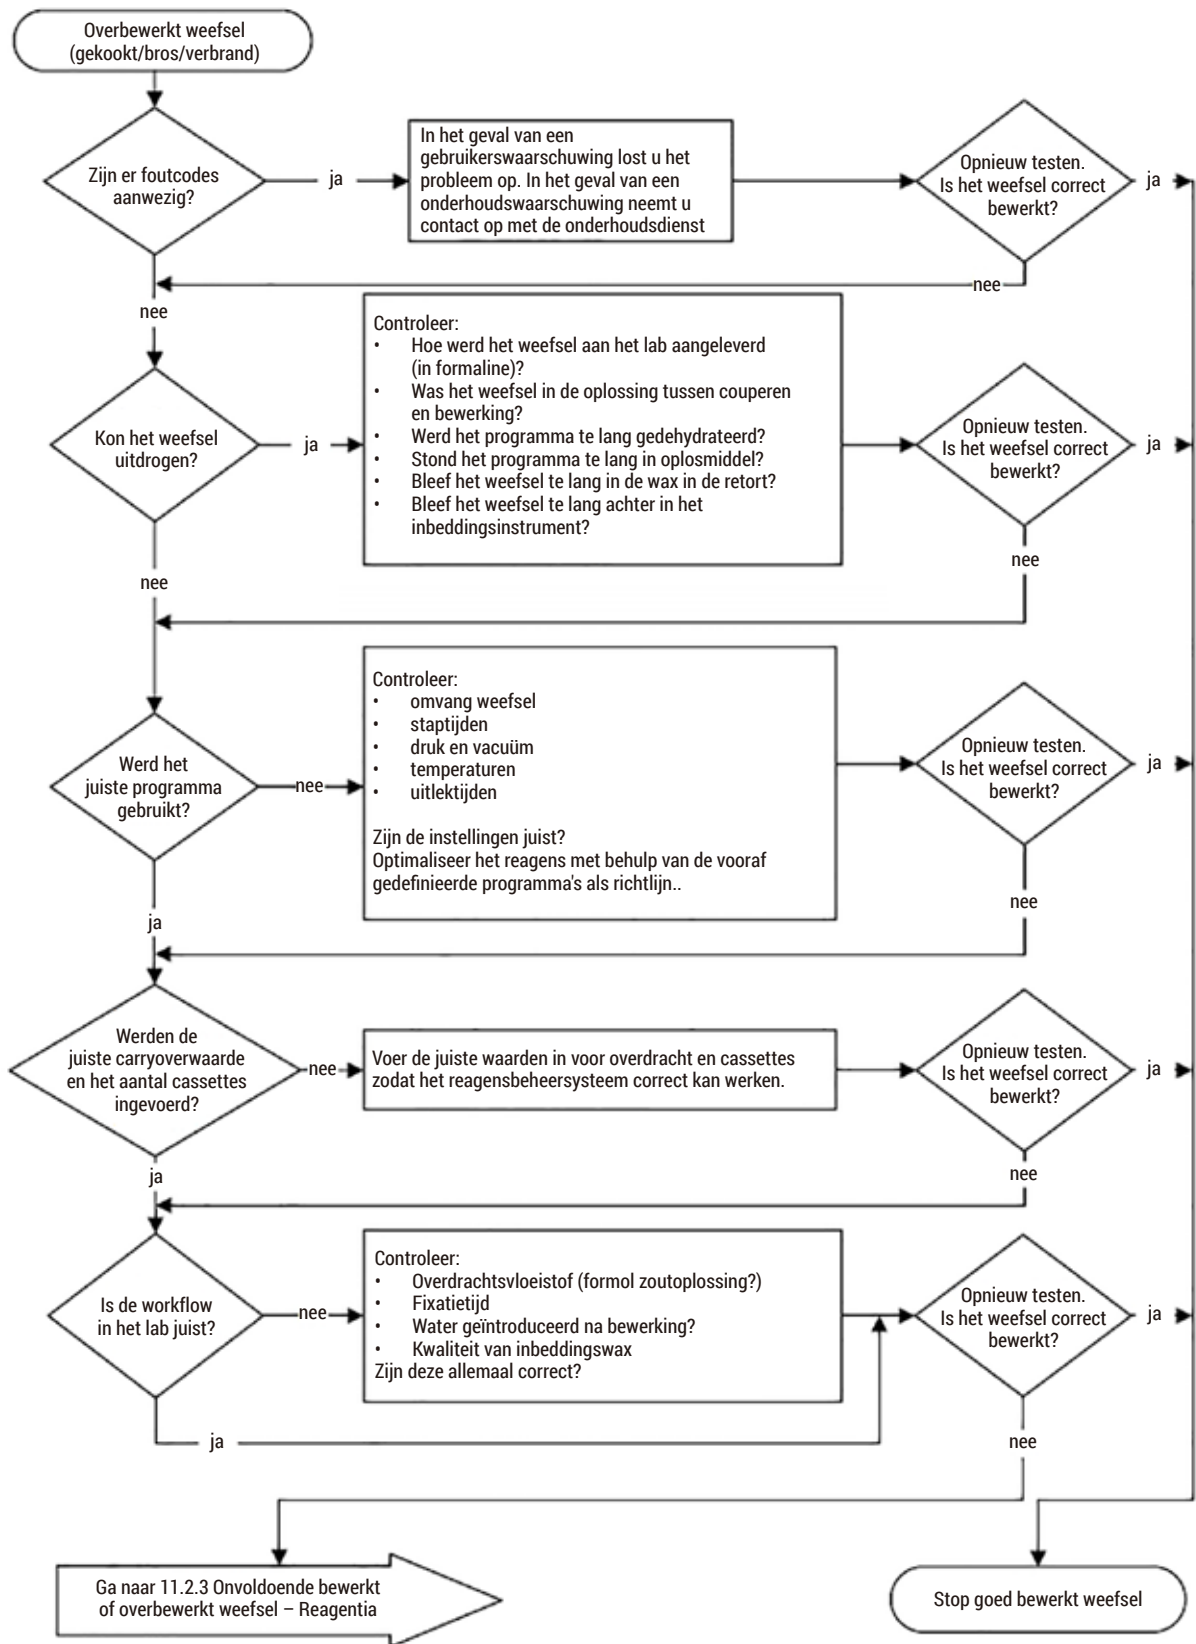 Overbewerkt weefsel
(gekookt/bros/verbrand)
Zijn er foutcodes
aanwezig?
ja
In het geval van een
gebruikerswaarschuwing lost u het
probleem op. In het geval van een
onderhoudswaarschuwing neemt u
contact op met de onderhoudsdienst
Opnieuw testen.
Is het weefsel correct
bewerkt?
ja
nee
nee
Kon het weefsel
uitdrogen?
ja
Controleer:
• Hoe werd het weefsel aan het lab aangeleverd
(in formaline)?
• Was het weefsel in de oplossing tussen couperen
en bewerking?
• Werd het programma te lang gedehydrateerd?
• Stond het programma te lang in oplosmiddel?
• Bleef het weefsel te lang in de wax in de retort?
• Bleef het weefsel te lang achter in het
inbeddingsinstrument?
Opnieuw testen.
Is het weefsel correct
bewerkt?
ja
nee
nee
Werd het
juiste programma
gebruikt?
nee
Controleer:
• omvang weefsel
• staptijden
• druk en vacuüm
• temperaturen
• uitlektijden
Zijn de instellingen juist?
Optimaliseer het reagens met behulp van de vooraf
gedefinieerde programma's als richtlijn..
Opnieuw testen.
Is het weefsel correct
bewerkt?
ja
nee
ja
Werden de
juiste carryoverwaarde
en het aantal cassettes
ingevoerd?
nee
Voer de juiste waarden in voor overdracht en cassettes
zodat het reagensbeheersysteem correct kan werken.
Opnieuw testen.
Is het weefsel correct
bewerkt?
ja
nee
ja
Is de workflow
in het lab juist?
nee
Controleer:
• Overdrachtsvloeistof (formol zoutoplossing?)
• Fixatietijd
• Water geïntroduceerd na bewerking?
• Kwaliteit van inbeddingswax
Zijn deze allemaal correct?
Opnieuw testen.
Is het weefsel correct
bewerkt?
ja
ja
nee
Ga naar 11.2.3 Onvoldoende bewerkt
of overbewerkt weefsel – Reagentia
Stop goed bewerkt weefsel